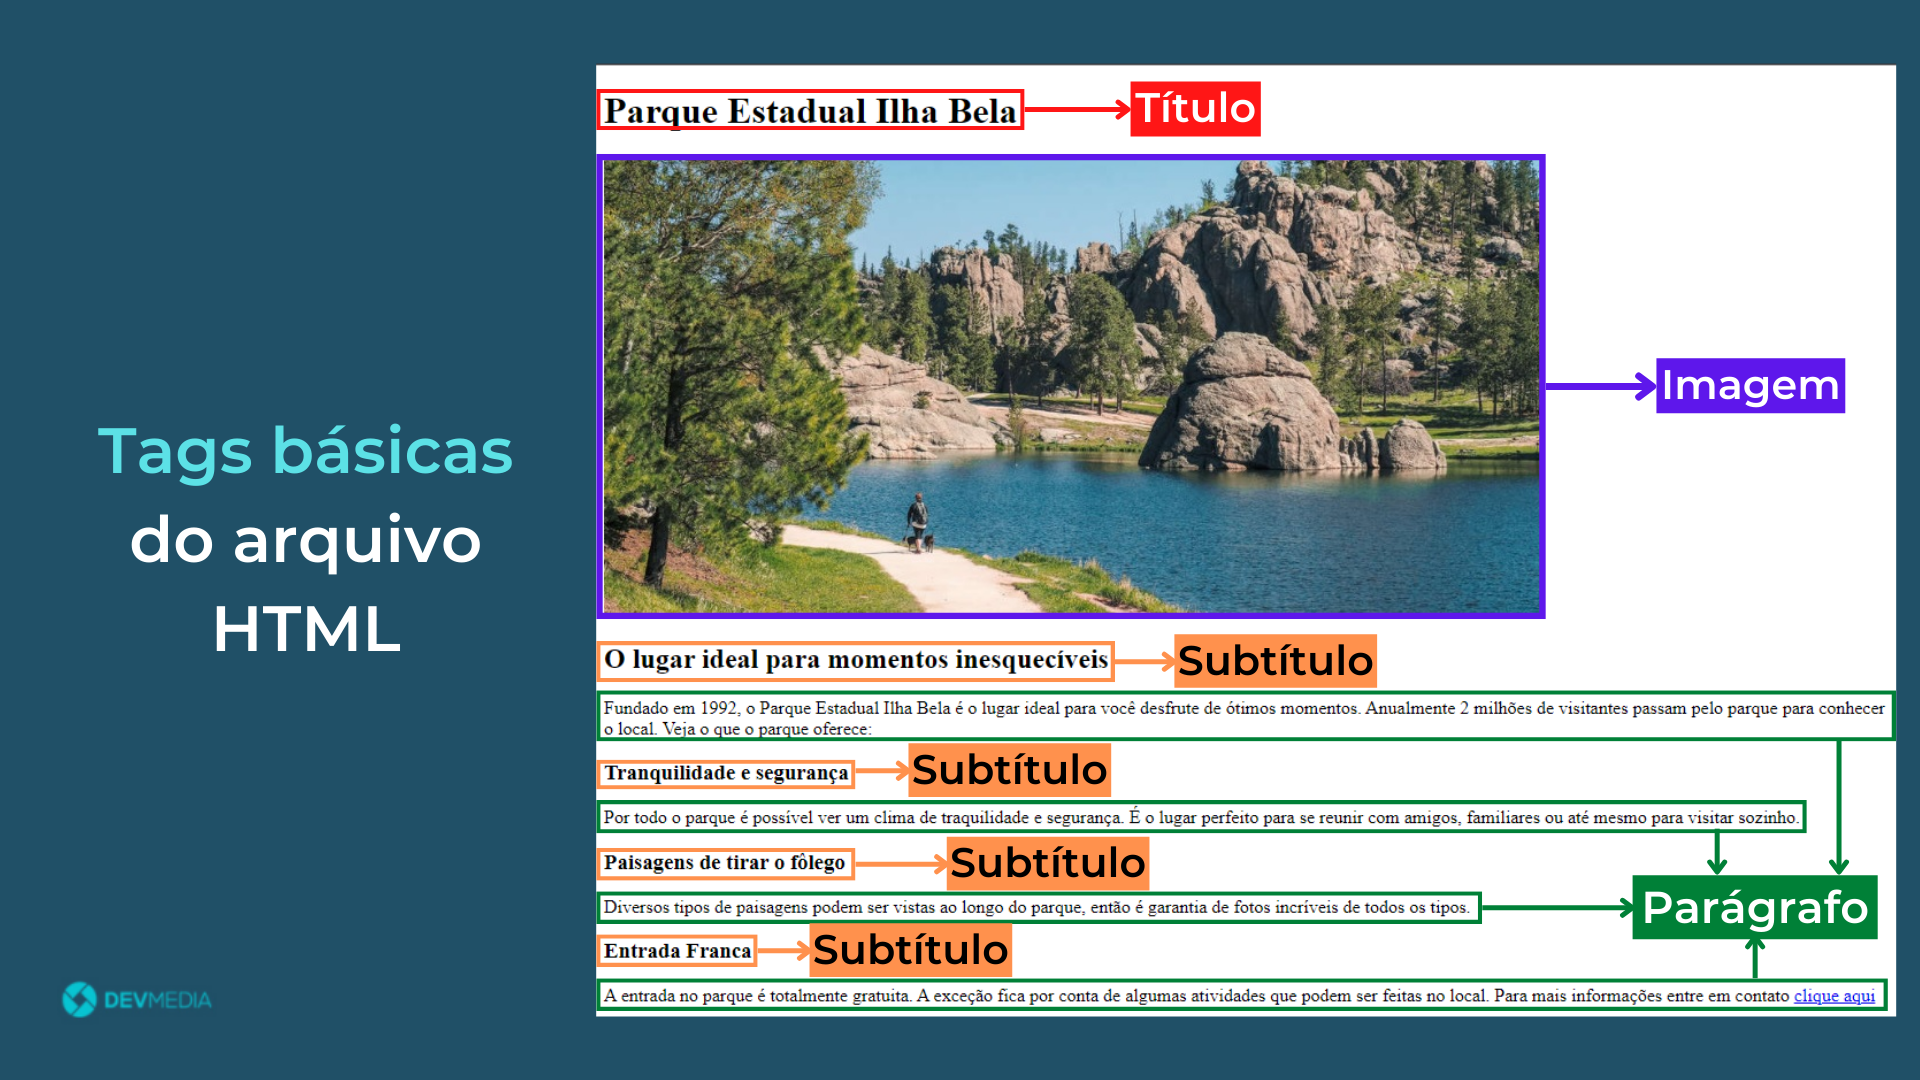 Tags básicas
do arquivo
HTML
DEVMEDIA
Parque Estadual Ilha Bela
Título
Imagem
O lugar ideal para momentos inesquecíveis
Subtítulo
Fundado em 1992, o Parque Estadual Ilha Bela é o lugar ideal para você desfrute de ótimos momentos. Anualmente 2 milhões de visitantes passam pelo parque para conhecer
o local. Veja o que o parque oferece:
Tranquilidade e segurança
Subtítulo
Por todo o parque é possível ver um clima de traquilidade e segurança. É o lugar perfeito para se reunir com amigos, familiares ou até mesmo para visitar sozinho.
Paisagens de tirar o fôlego
Subtítulo
Diversos tipos de paisagens podem ser vistas ao longo do parque, então é garantia de fotos incríveis de todos os tipos.
Parágrafo
Entrada Franca
Subtítulo
A entrada no parque é totalmente gratuita. A exceção fica por conta de algumas atividades que podem ser feitas no local. Para mais informações entre em contato clique aqui